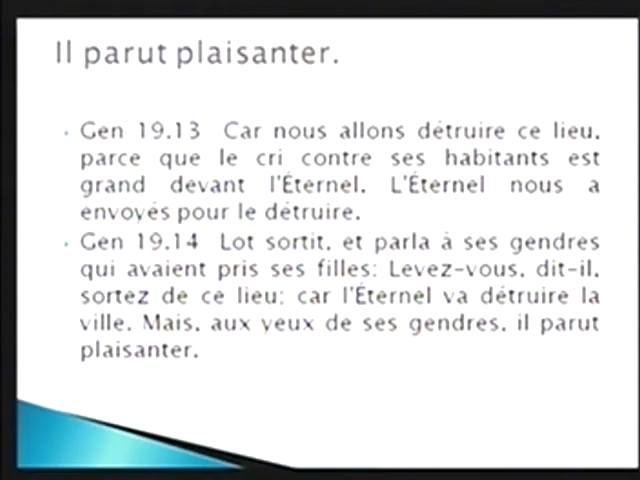 Il parut plaisanter.
Gen 19.13 Car nous allons détruire ce lieu,
parce que le cri contre ses habitants est
grand devant l'Éternel. L'Éternel nous a
envoyés pour le détruire.
Gen 19.14 Lot sortit, et parla à ses gendres
qui avaient pris ses filles: Levez-vous, dit-il,
sortez de ce lieu; car l'Éternel va détruire la
ville. Mais, aux yeux de ses gendres, il parut
plaisanter.